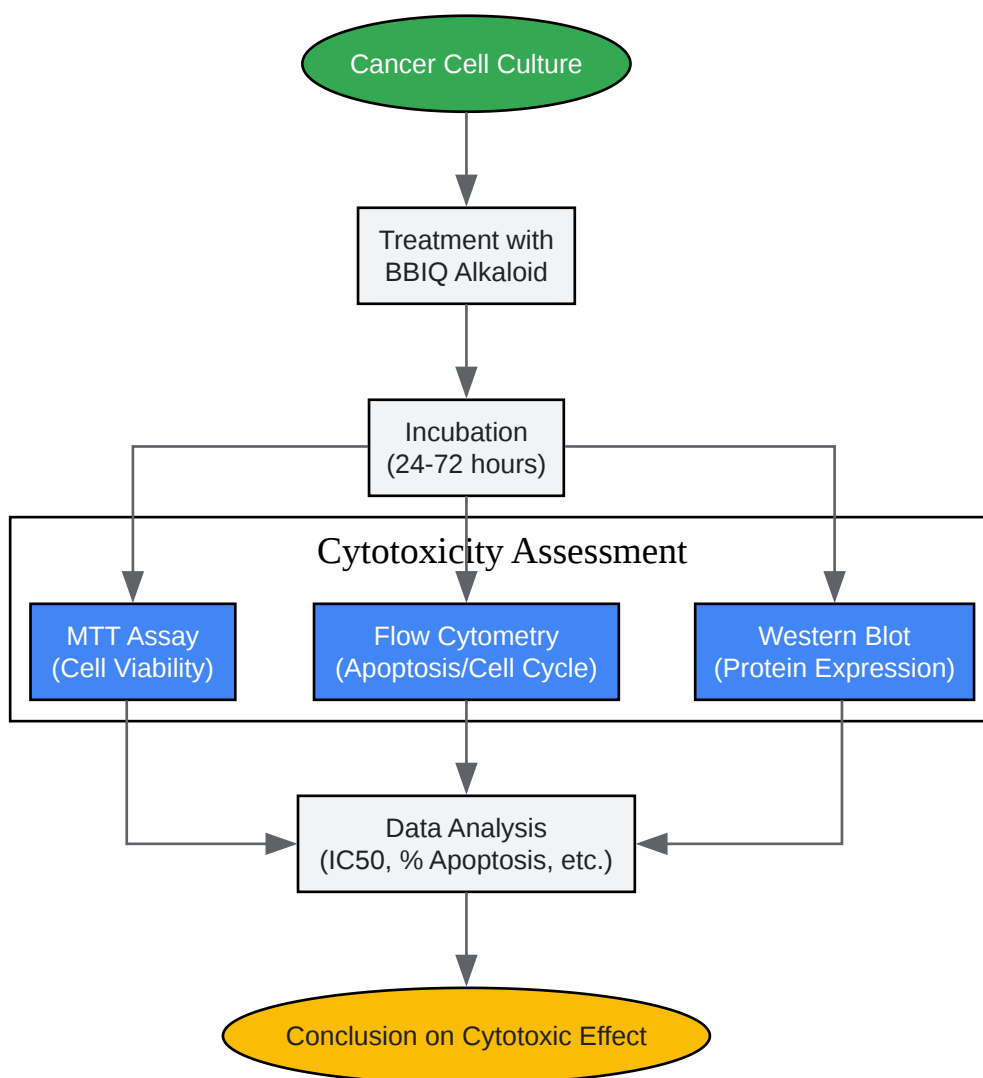 Cancer Cell Culture
Treatment with
BBIQ Alkaloid
Incubation
(24-72 hours)
Cytotoxicity Assessment
MTT Assay
(Cell Viability)
Flow Cytometry
(Apoptosis/Cell Cycle)
Western Blot
(Protein Expression)
Data Analysis
(IC50, % Apoptosis, etc.)
Conclusion on Cytotoxic Effect